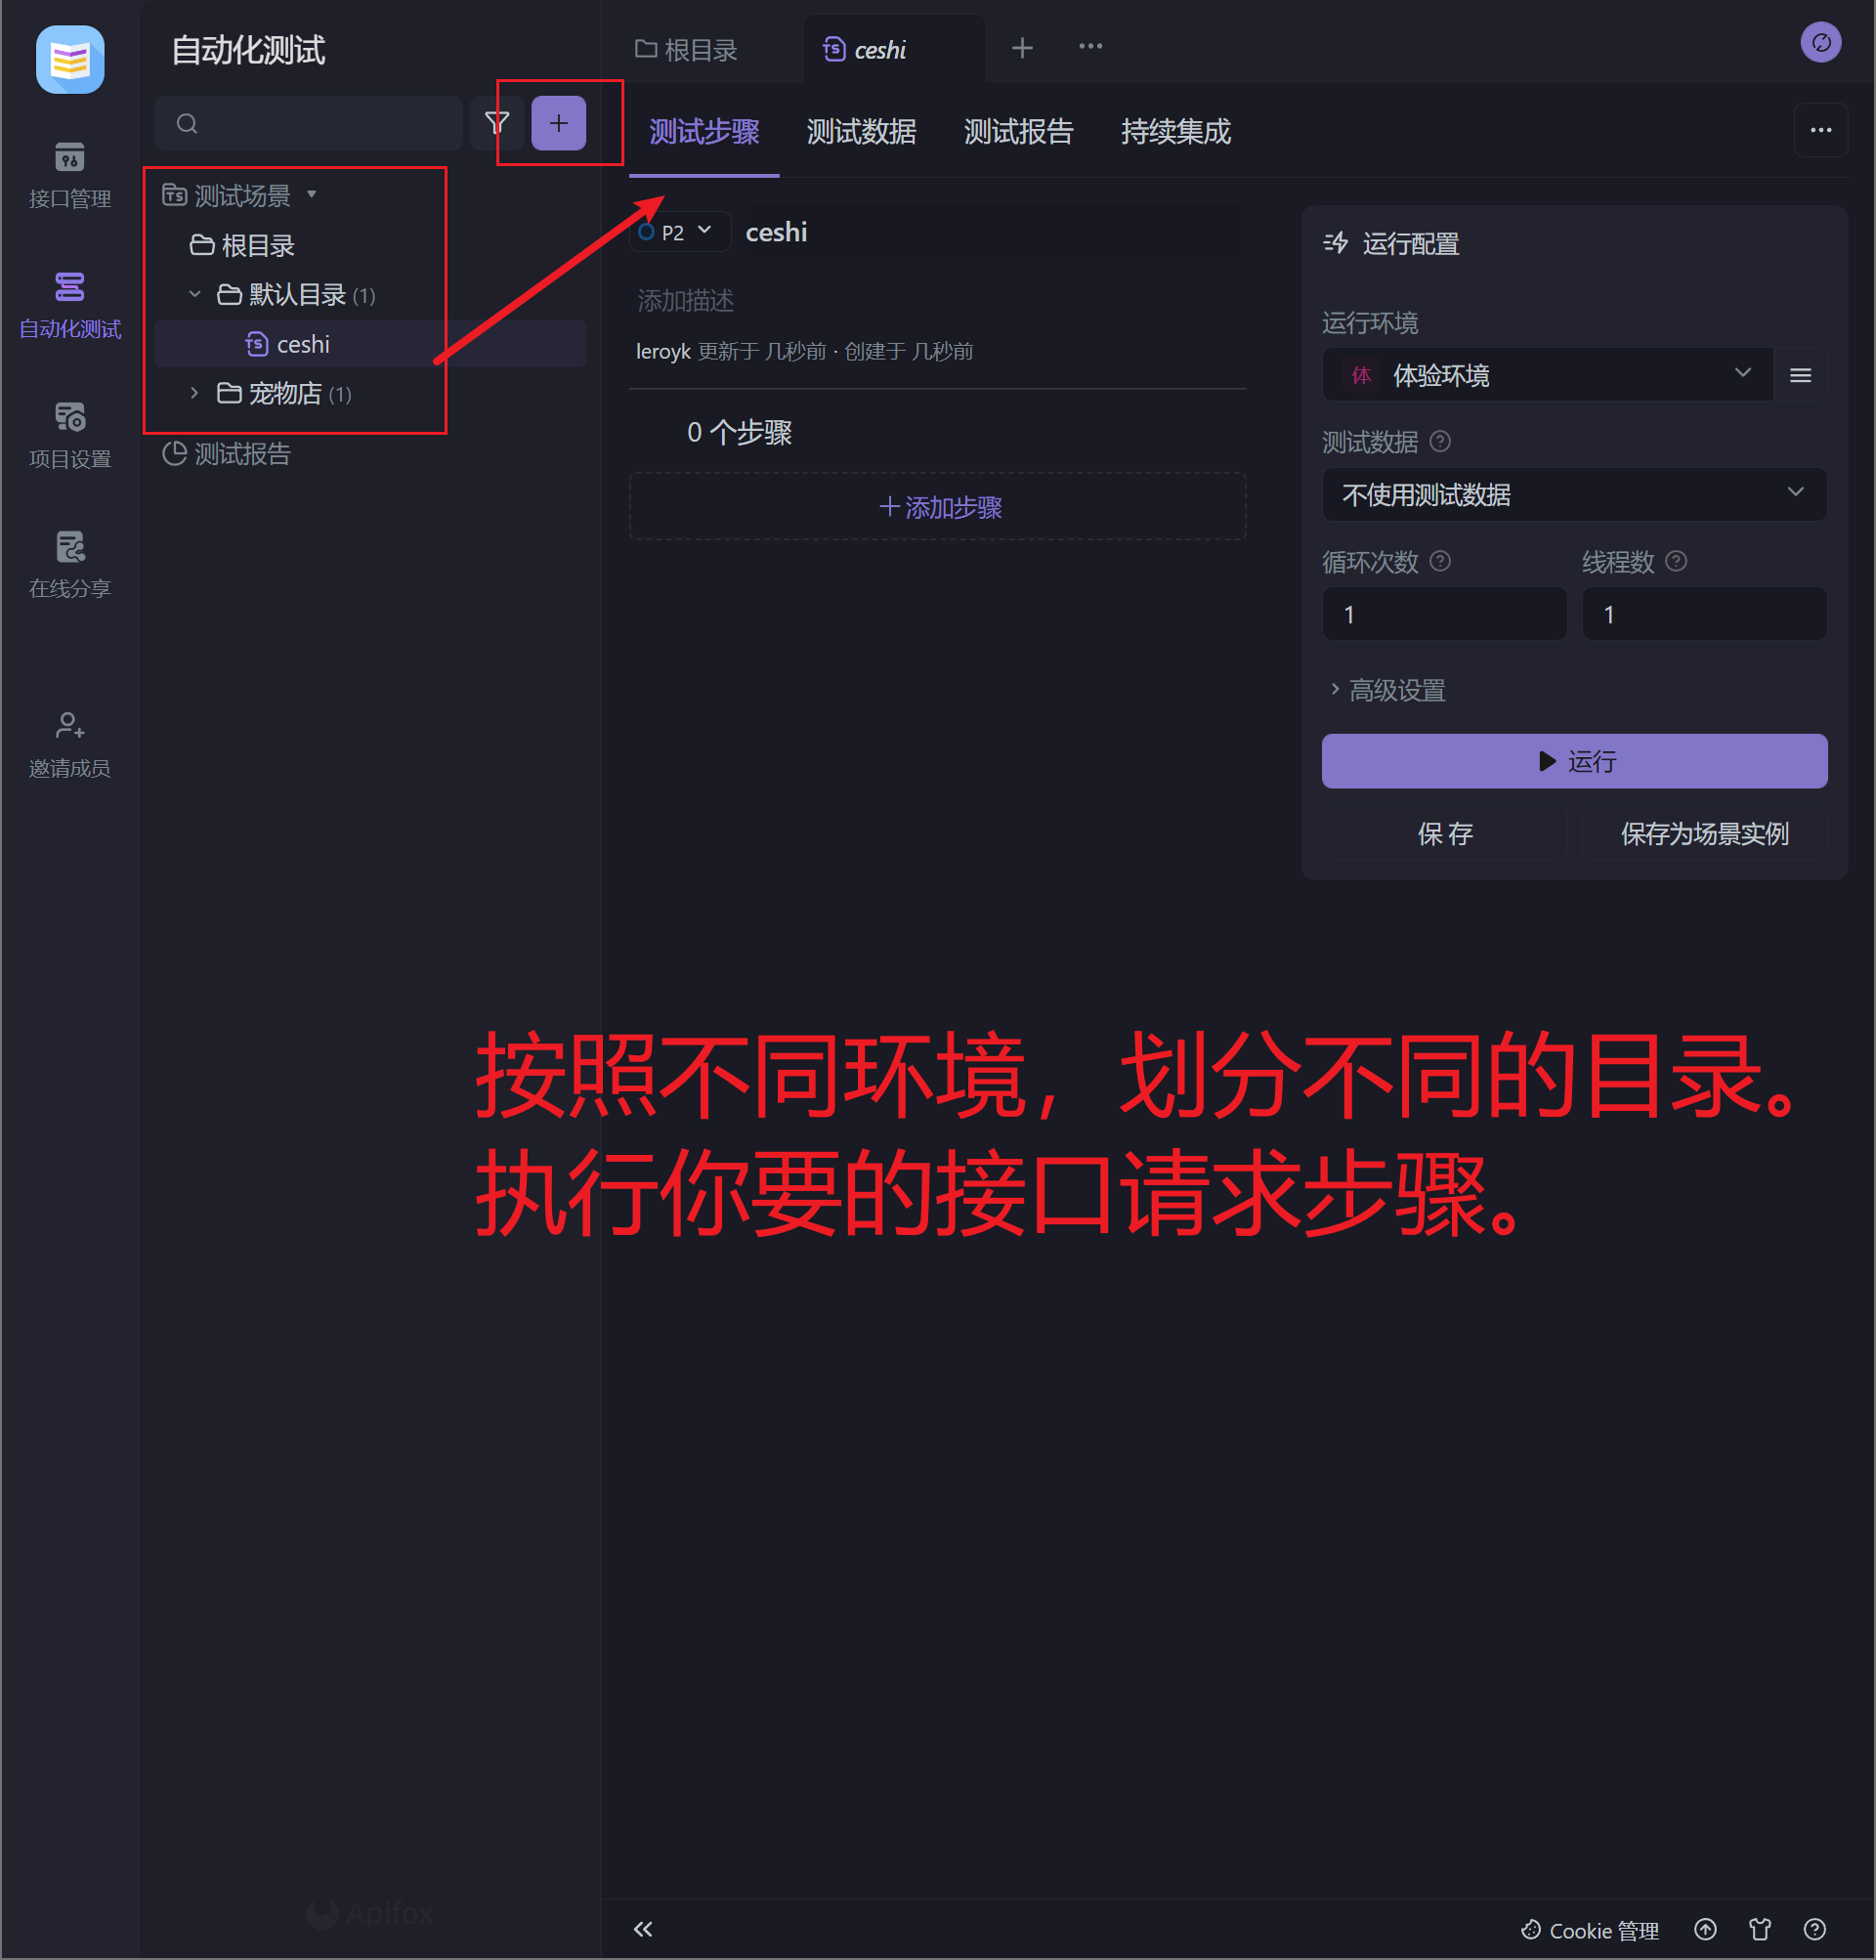 自动化测试
根目录
ceshi
测试步骤
测试数据
测试报告
持续集成
接口管理
自动化测试
项目设置
在线分享
邀请成员
测试场景
根目录
默认目录 (1)
ceshi
宠物店 (1)
测试报告
P2
ceshi
添加描述
leroyk 更新于 几秒前 · 创建于 几秒前
0 个步骤
添加步骤
运行配置
运行环境
体 体验环境
测试数据
不使用测试数据
循环次数
线程数
1
1
高级设置
运行
保 存
保存为场景实例
按照不同环境，划分不同的目录。
执行你要的接口请求步骤。
Apifox
Cookie 管理